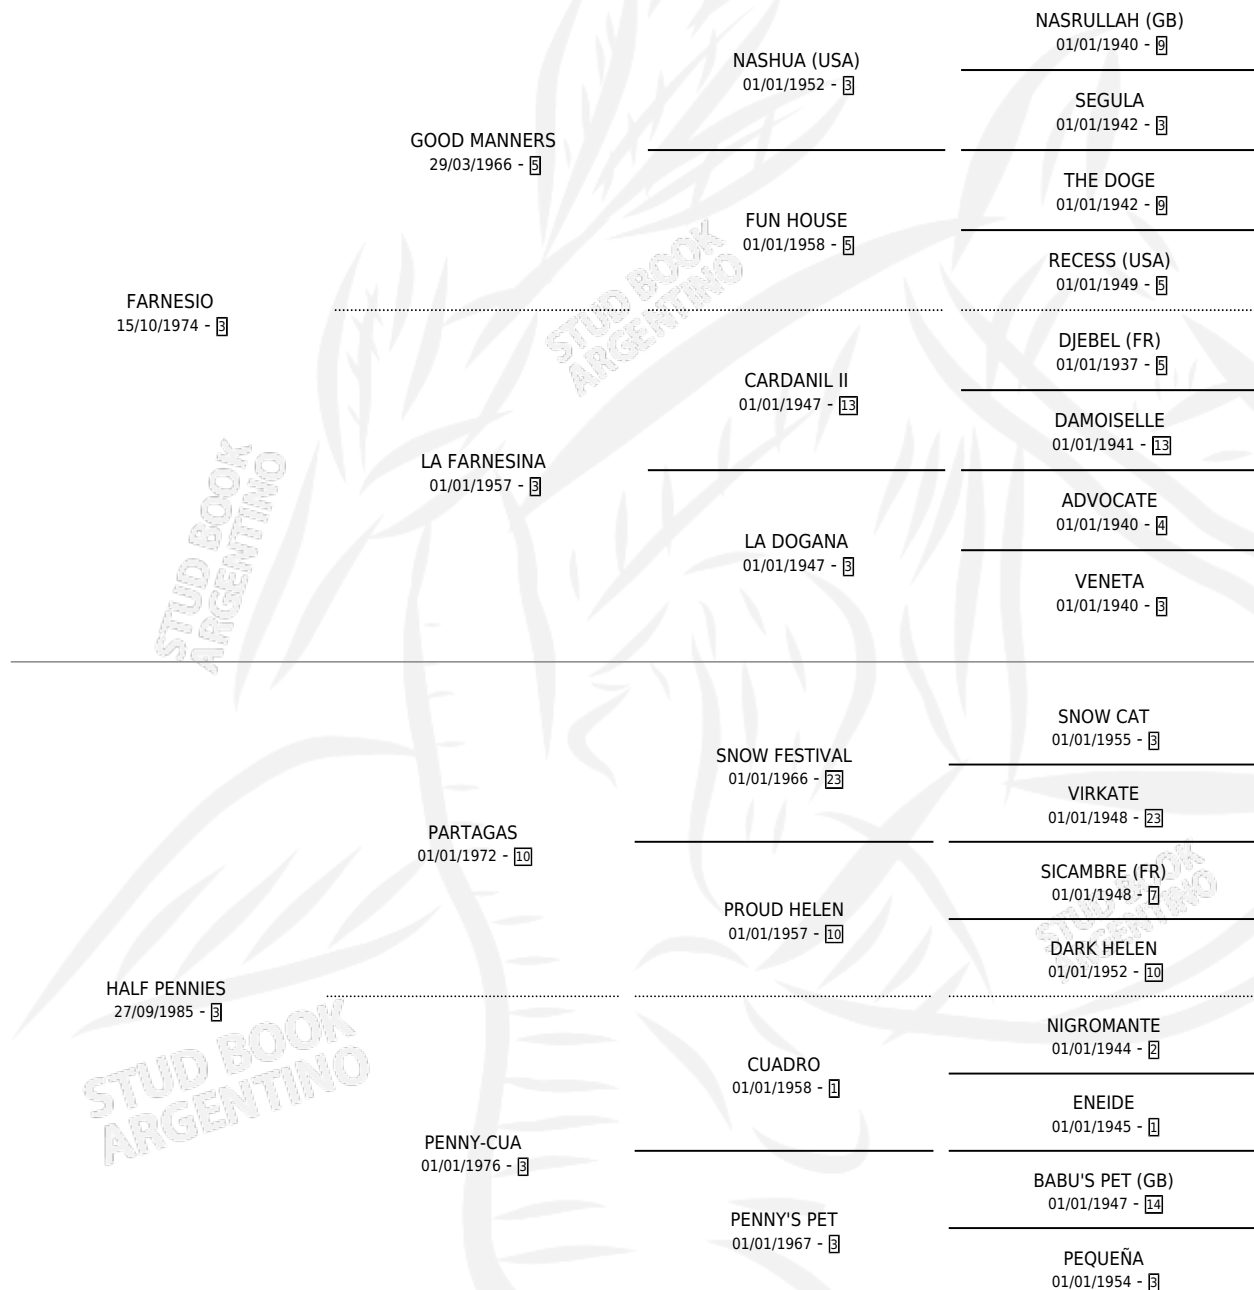 NASRULLAH (GB)
01/01/1940 - 9
NASHUA (USA)
01/01/1952 - 3
SEGULA
01/01/1942 - 3
GOOD MANNERS
29/03/1966 - 5
THE DOGE
01/01/1942 - 9
FUN HOUSE
01/01/1958 - 5
RECESS (USA)
01/01/1949 - 5
FARNESIO
15/10/1974 - 3
DJEBEL (FR)
01/01/1937 - 5
CARDANIL II
01/01/1947 - 13
DAMOISELLE
01/01/1941 - 13
LA FARNESINA
01/01/1957 - 3
ADVOCATE
01/01/1940 - 4
LA DOGANA
01/01/1947 - 3
VENETA
01/01/1940 - 3
SNOW CAT
01/01/1955 - 3
SNOW FESTIVAL
01/01/1966 - 23
VIRKATE
01/01/1948 - 23
PARTAGAS
01/01/1972 - 10
SICAMBRE (FR)
01/01/1948 - 7
PROUD HELEN
01/01/1957 - 10
DARK HELEN
01/01/1952 - 10
HALF PENNIES
27/09/1985 - 3
NIGROMANTE
01/01/1944 - 2
CUADRO
01/01/1958 - 1
ENEIDE
01/01/1945 - 1
PENNY-CUA
01/01/1976 - 3
BABU'S PET (GB)
01/01/1947 - 14
PENNY'S PET
01/01/1967 - 3
PEQUEÑA
01/01/1954 - 3
STUD BOOK
ARGENTINO
STUD BOOK
ARGENTINO
STUD BOOK
ARGENTINO
STUD BOOK
ARGENTINO